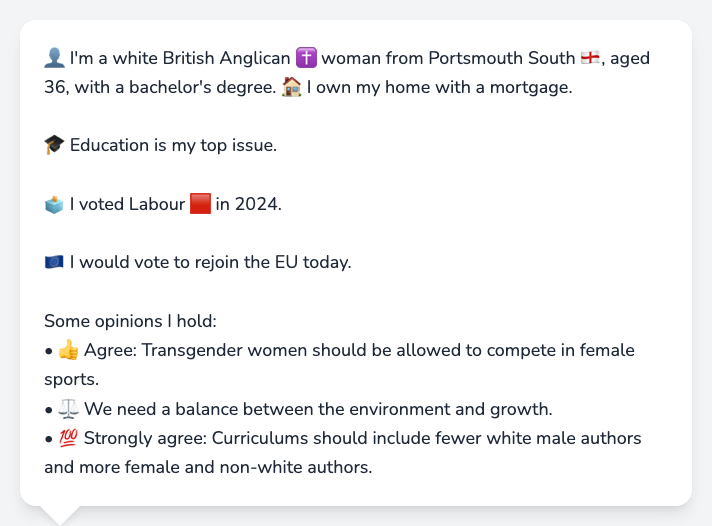 👤 I'm a white British Anglican ✝️ woman from Portsmouth South 🏴󠁧󠁢󠁥󠁮󠁧󠁿, aged
36, with a bachelor's degree. 🏠 I own my home with a mortgage.
🎓 Education is my top issue.
🗳️ I voted Labour 🟥 in 2024.
🇪🇺 I would vote to rejoin the EU today.
Some opinions I hold:
• 👍 Agree: Transgender women should be allowed to compete in female
sports.
• ⚖️ We need a balance between the environment and growth.
• 💯 Strongly agree: Curriculums should include fewer white male authors
and more female and non-white authors.